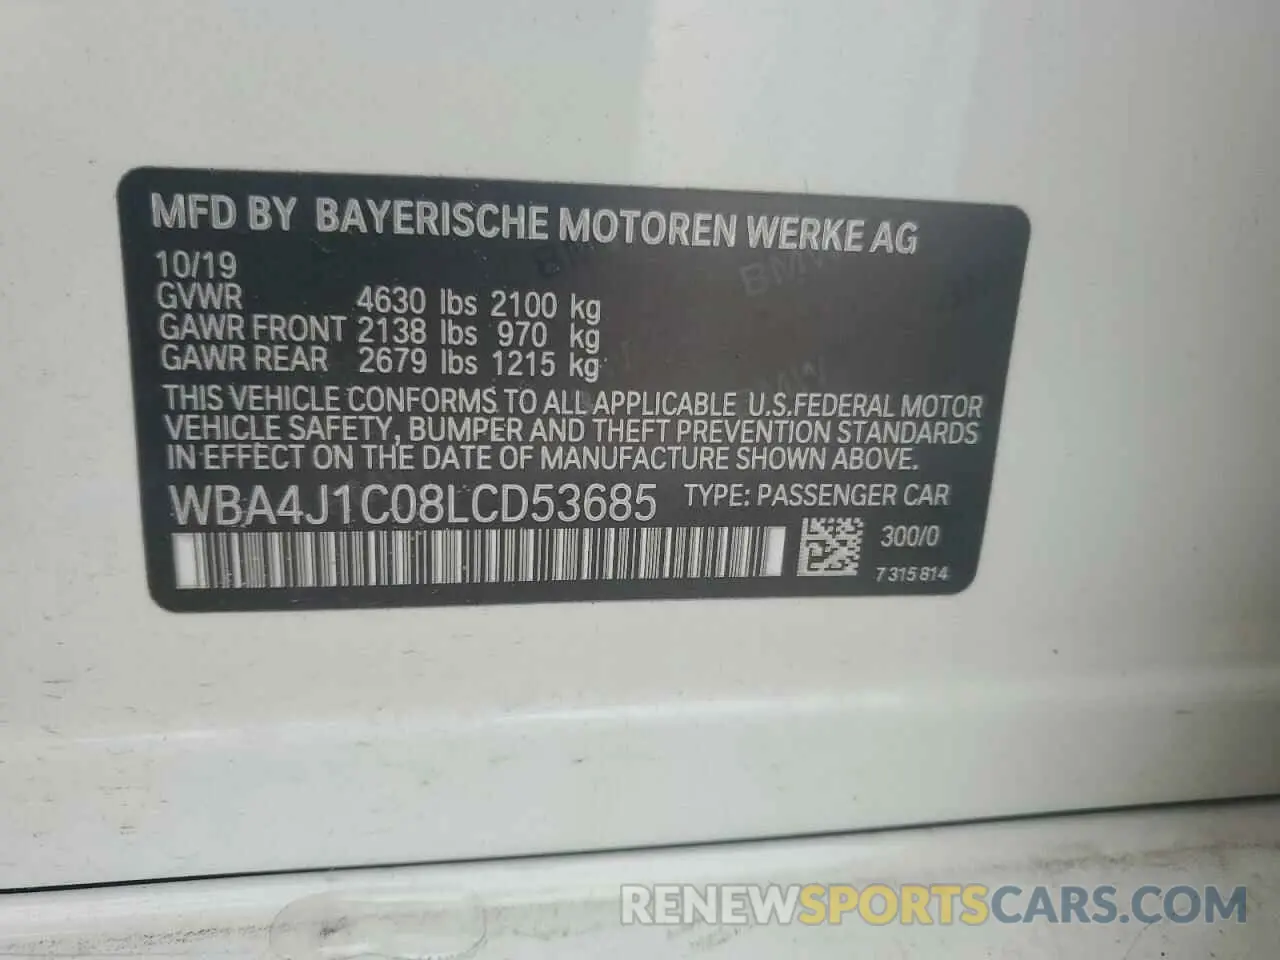 MFD BY BAYERISCHE MOTOREN WERKE AG
10/19
GVWR 4630 lbs 2100 kg
GAWR FRONT 2138 lbs 970 kg
GAWR REAR 2679 lbs 1215 kg
THIS VEHICLE CONFORMS TO ALL APPLICABLE U.S.FEDERAL MOTOR
VEHICLE SAFETY, BUMPER AND THEFT PREVENTION STANDARDS
IN EFFECT ON THE DATE OF MANUFACTURE SHOWN ABOVE.
WBA4J1C08LCD53685 TYPE: PASSENGER CAR
300/0
7315814
RENEWSPORTSCARS.COM